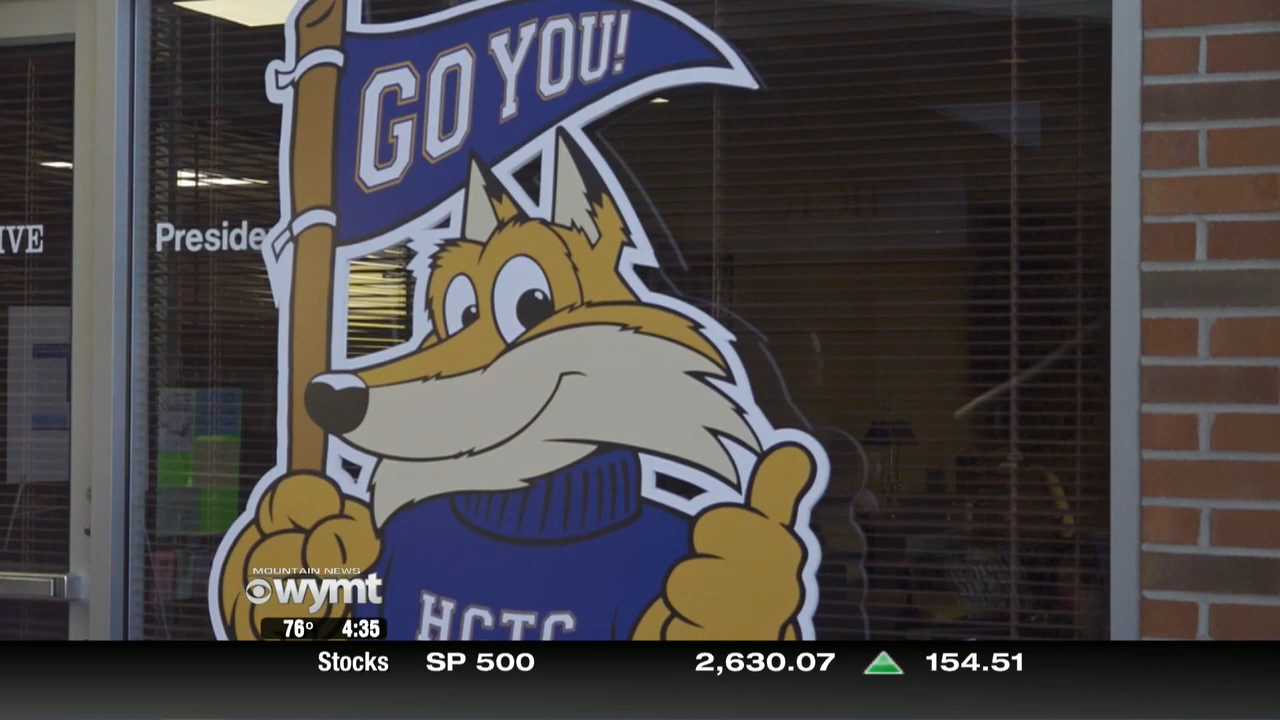 GO YOU!
IVE
Preside
HCTC
MOUNTAIN NEWS
wymt
76° 4:35
Stocks SP 500 2,630.07 154.51